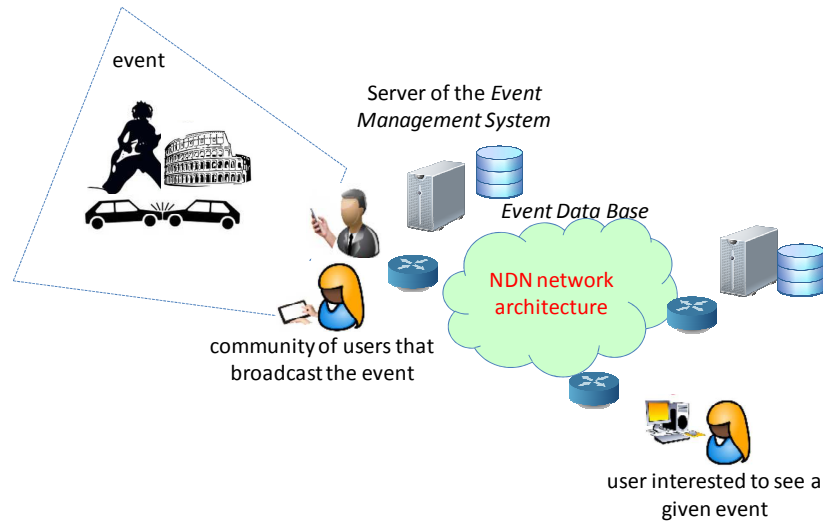 event
Server of the Event
Management System
Event Data Base
NDN network
architecture
community of users that
broadcast the event
user interested to see a
given event